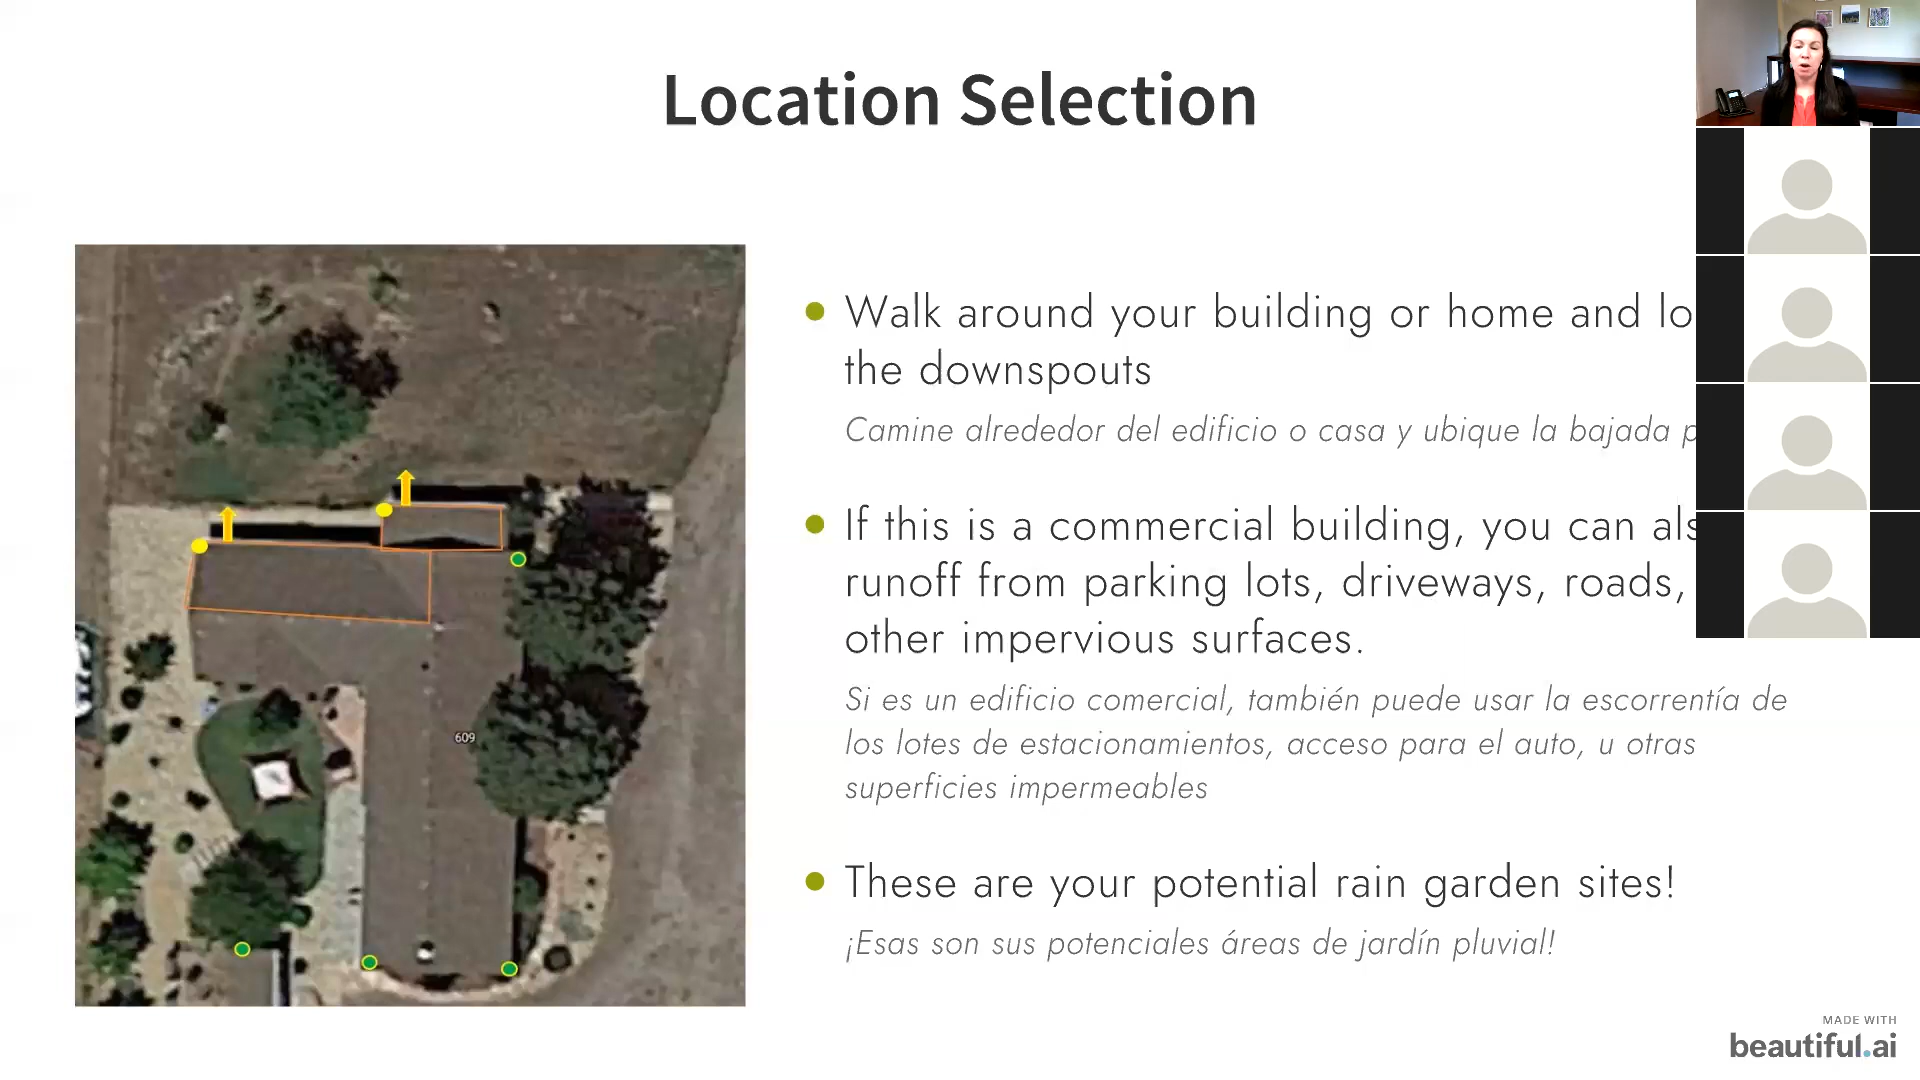 Location Selection
Walk around your building or home and lo
the downspouts
Camine alrededor del edificio o casa y ubique la bajada p
If this is a commercial building, you can als
runoff from parking lots, driveways, roads,
other impervious surfaces.
Si es un edificio comercial, también puede usar la escorrentía de
los lotes de estacionamientos, acceso para el auto, u otras
superficies impermeables
609
These are your potential rain garden sites!
¡Esas son sus potenciales áreas de jardín pluvial!
MADE WITH
beautiful.ai